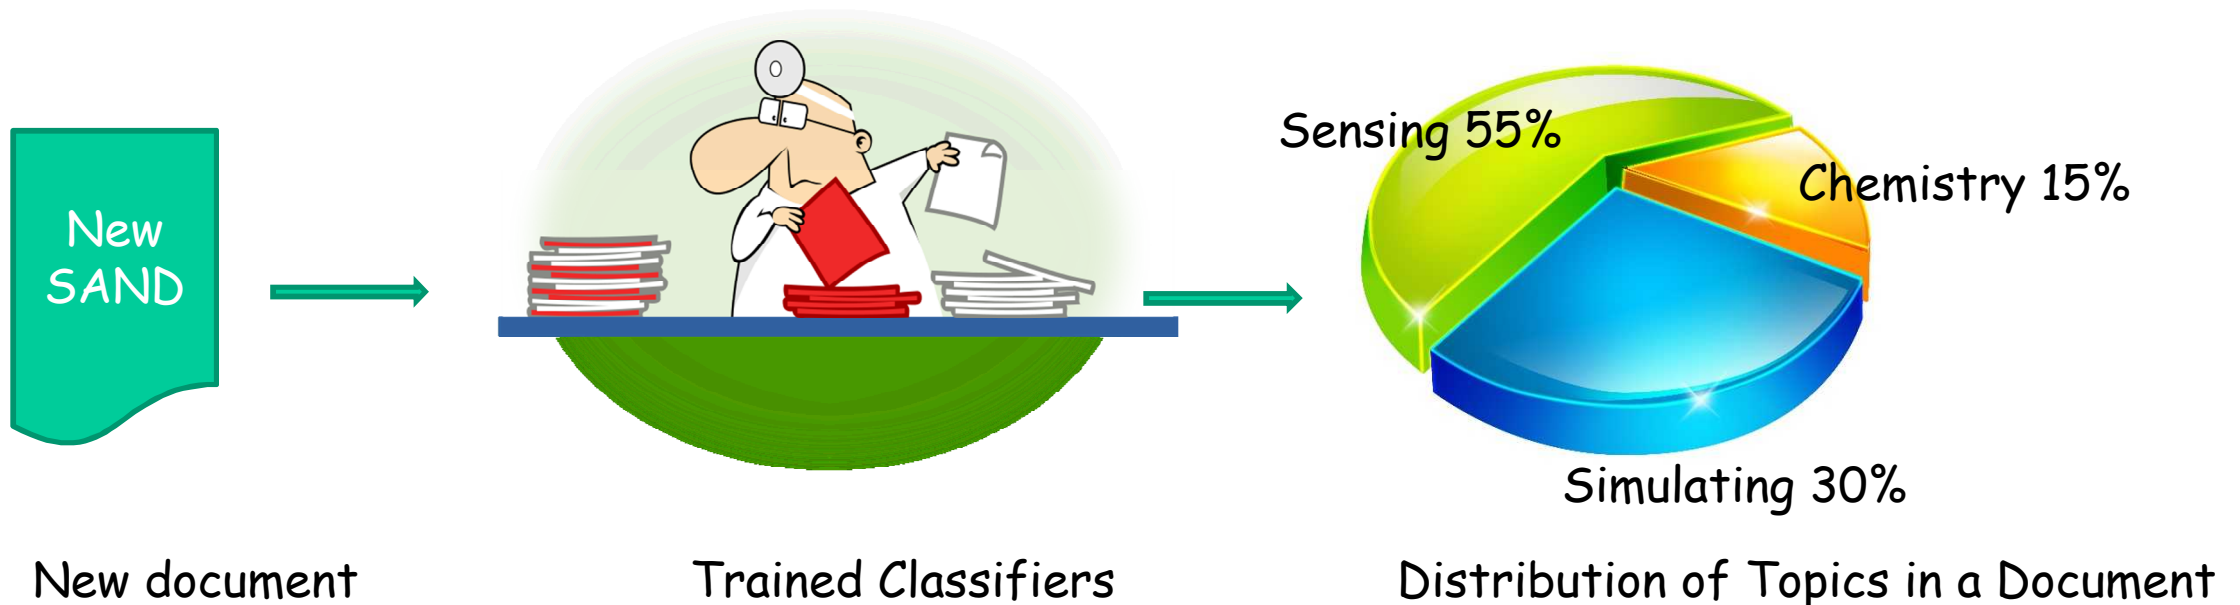 New
SAND
Sensing 55%
Chemistry 15%
Simulating 30%
New document
Trained Classifiers
Distribution of Topics in a Document